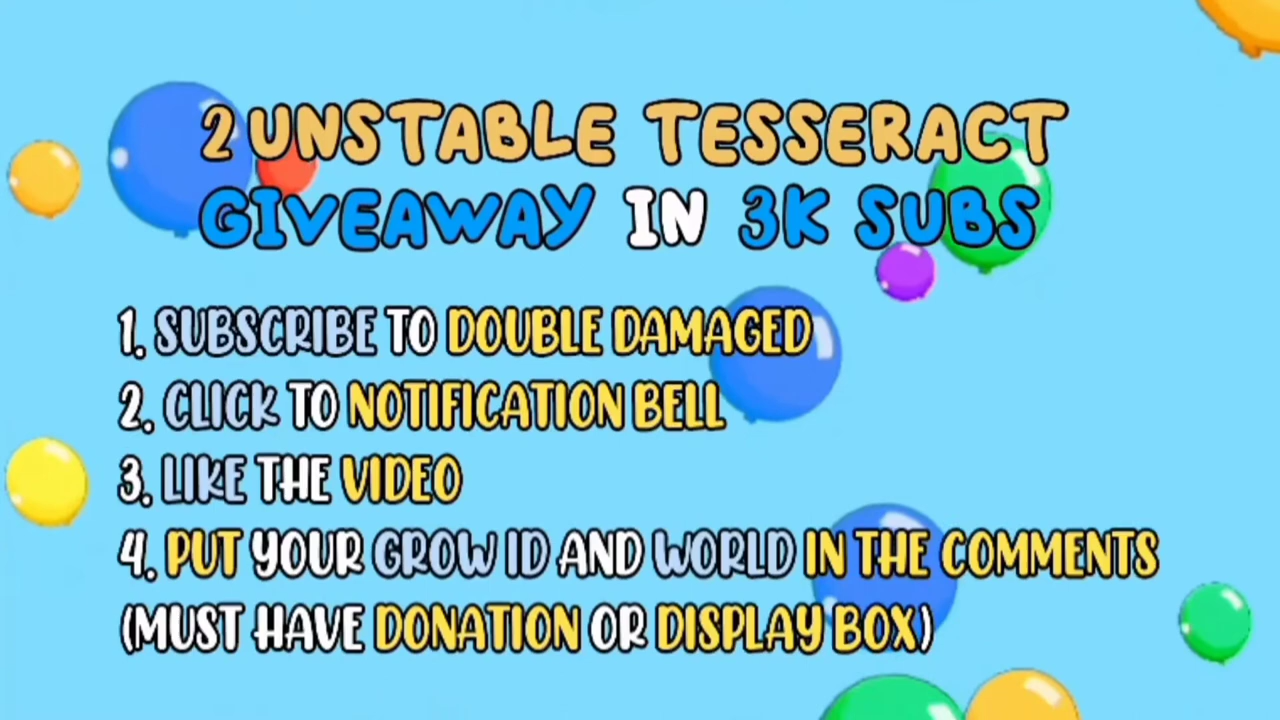 2 UNSTABLE TESSERACT
GIVEAWAY IN 3K SUBS
1. SUBSCRIBE TO DOUBLE DAMAGED
2. CLICK TO NOTIFICATION BELL
3. LIKE THE VIDEO
4. PUT YOUR GROW ID AND WORLD IN THE COMMENTS
(MUST HAVE DONATION OR DISPLAY BOX)